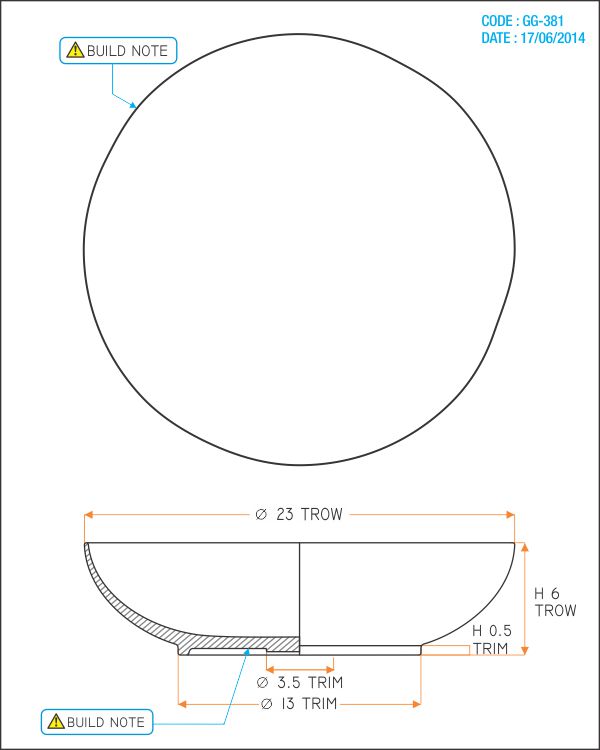 CODE : GG-381
DATE : 17/06/2014
BUILD NOTE
Ø 23 TROW
H 6
TROW
H 0.5
TRIM
Ø 3.5 TRIM
Ø 13 TRIM
BUILD NOTE